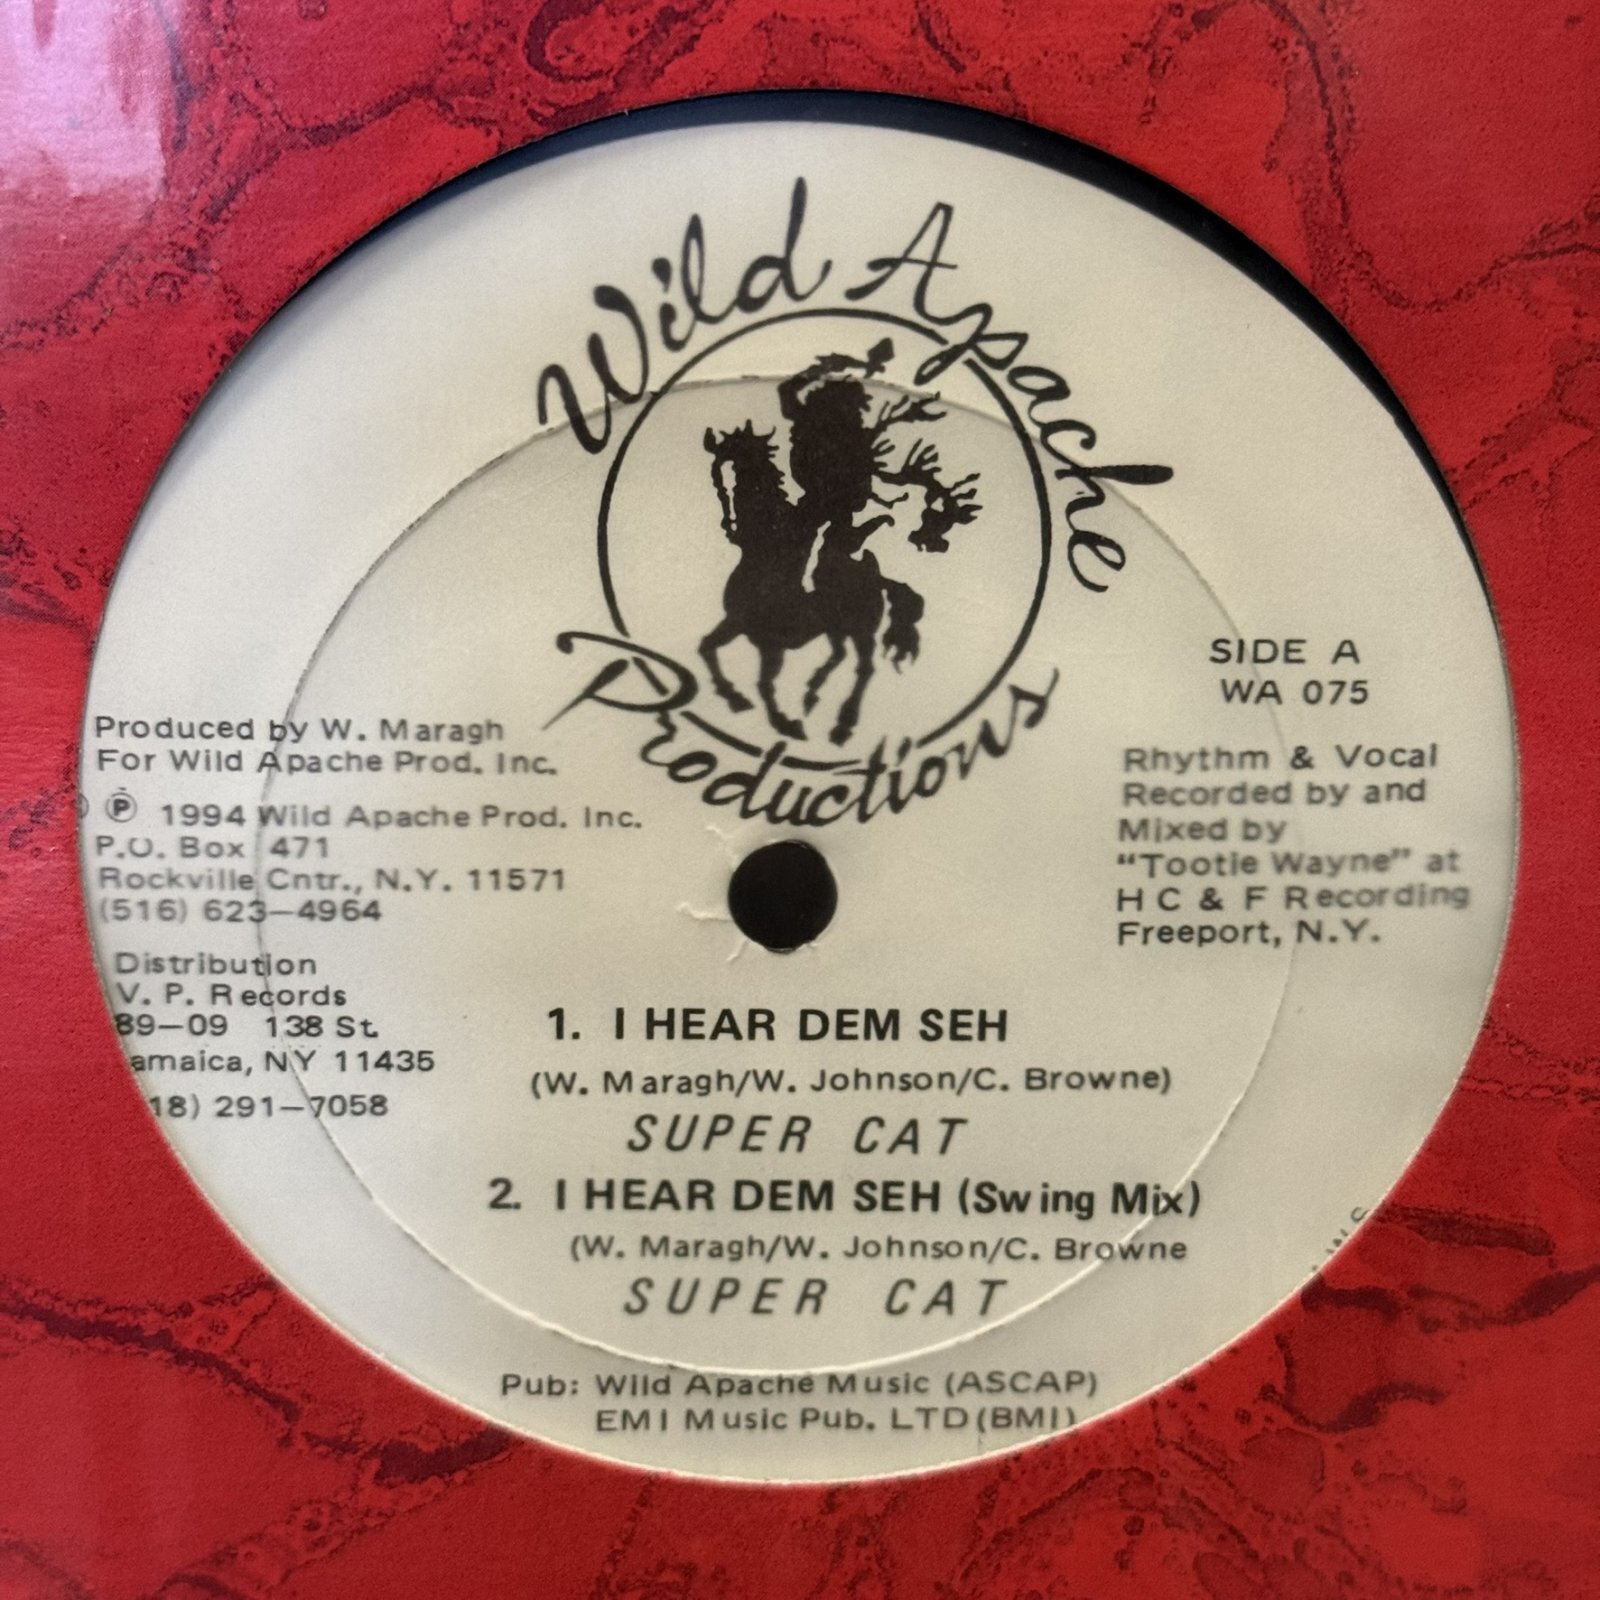 Wild Apache
Productions
SIDE A
WA 075
Produced by W. Maragh
For Wild Apache Prod. Inc.
Ⓟ 1994 Wild Apache Prod. Inc.
P.O. Box 471
Rockville Cntr., N.Y. 11571
(516) 623–4964
Distribution
V. P. Records
89–09 138 St.
amaica, NY 11435
18) 291–7058
Rhythm & Vocal
Recorded by and
Mixed by
"Tootie Wayne" at
H C & F Recording
Freeport, N.Y.
1. I HEAR DEM SEH
(W. Maragh/W. Johnson/C. Browne)
SUPER CAT
2. I HEAR DEM SEH (Swing Mix)
(W. Maragh/W. Johnson/C. Browne
SUPER CAT
Pub: Wild Apache Music (ASCAP)
EMI Music Pub. LTD (BMI)